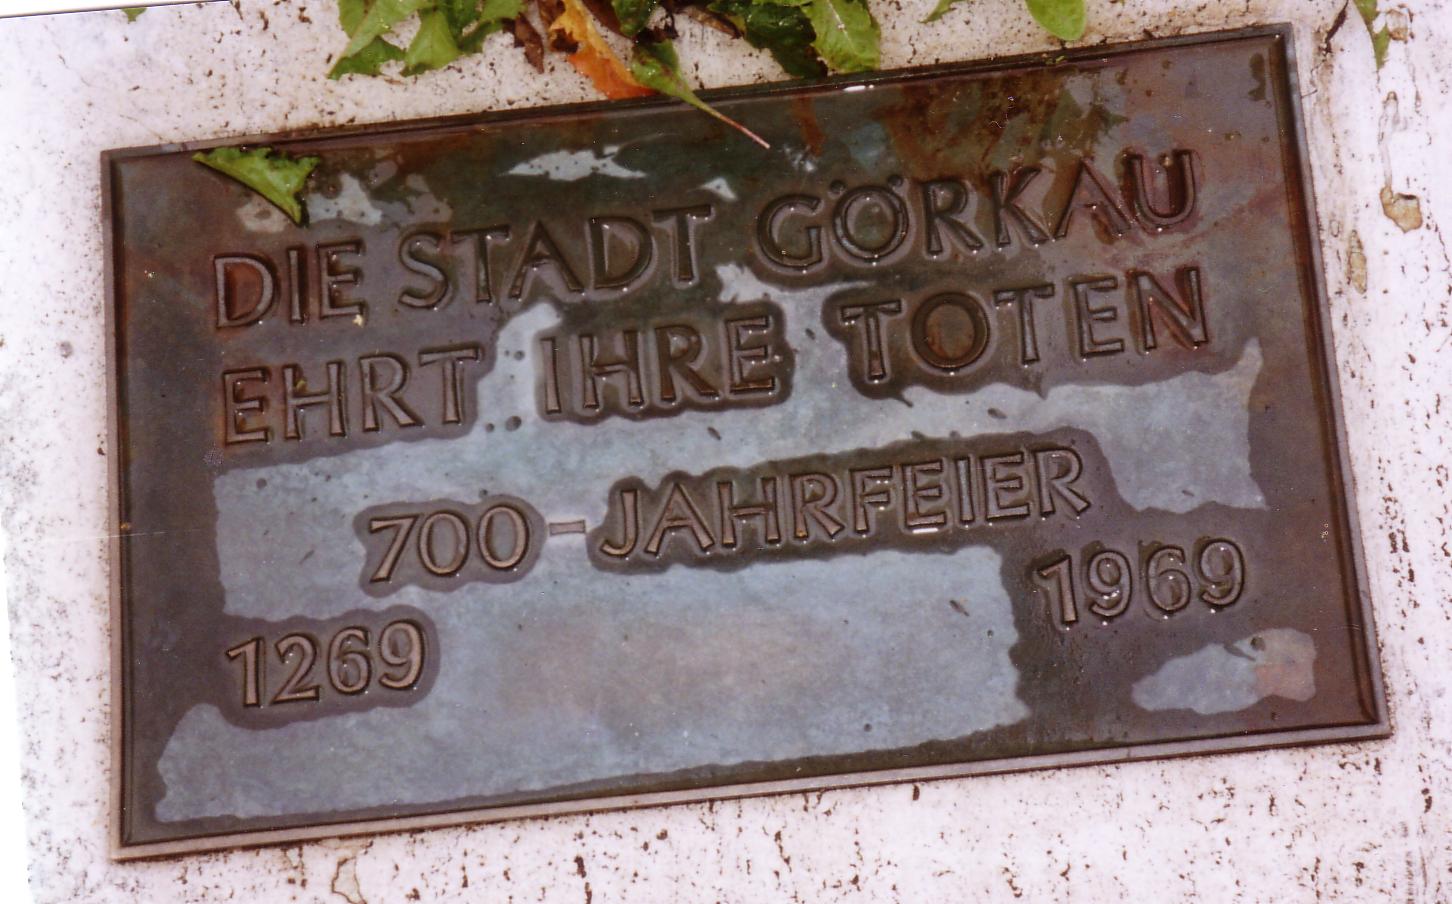 DIE STADT GÖRKAU
EHRT IHRE TOTEN
700-JAHRFEIER
1269 1969